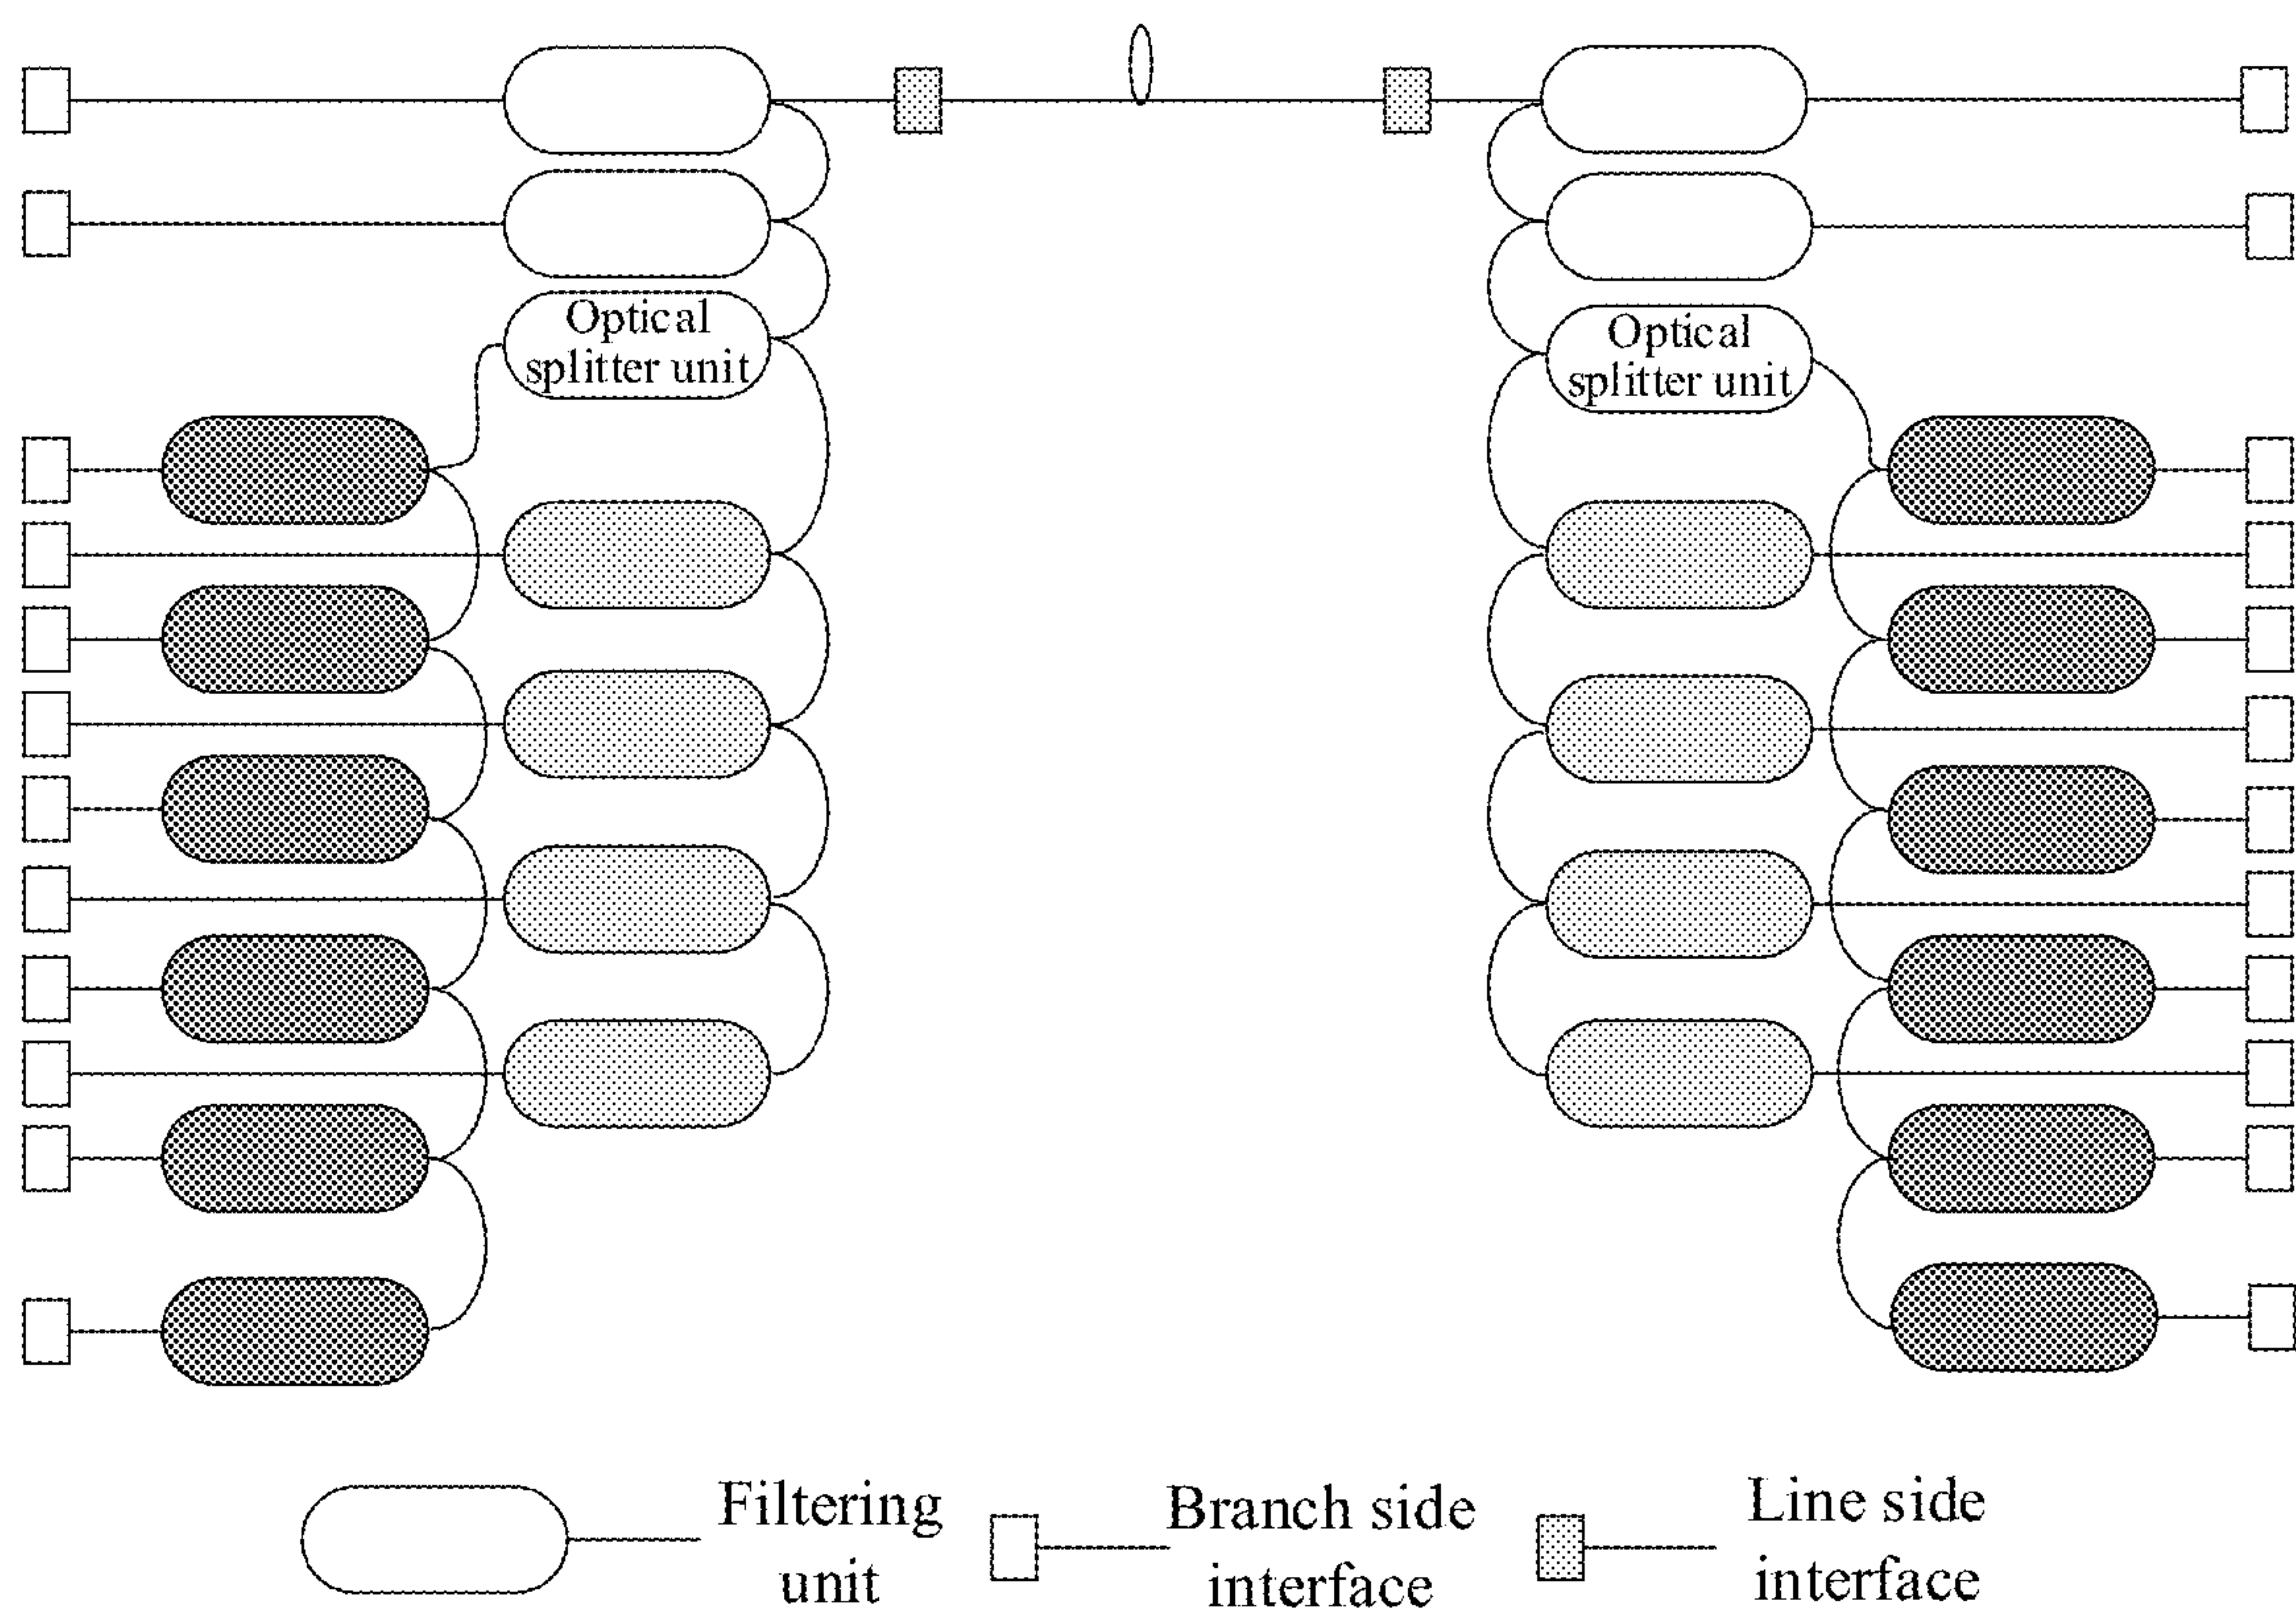 Optical
splitter unit
Optical
splitter unit
Filtering
unit
Branch side
interface
Line side
interface